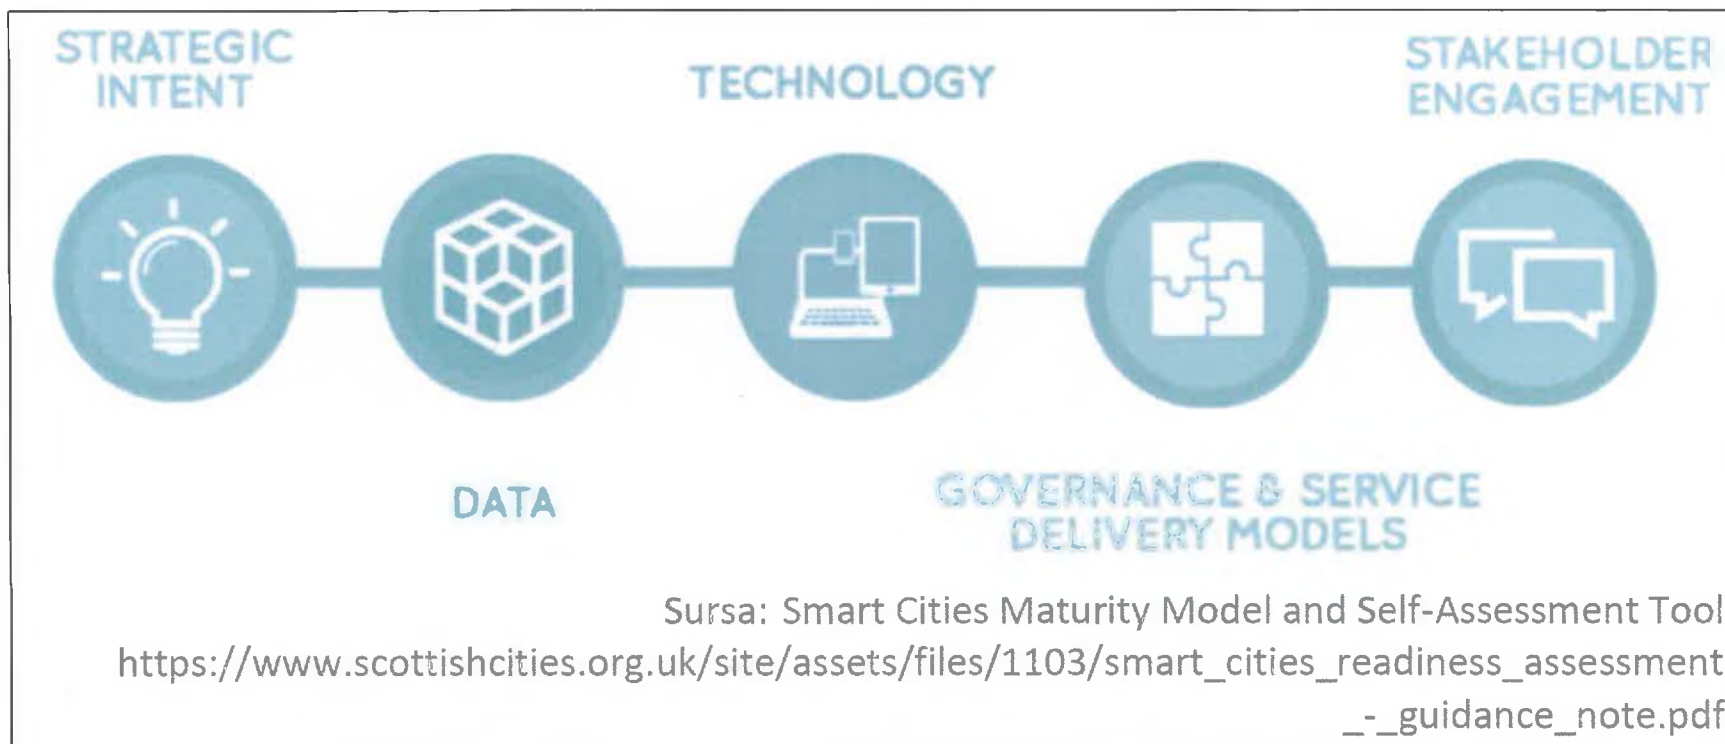 STRATEGIC
INTENT
TECHNOLOGY
STAKEHOLDER
ENGAGEMENT
DATA
GOVERNANCE & SERVICE
DELIVERY MODELS
Sursa: Smart Cities Maturity Model and Self-Assessment Tool
https://www.scottishcities.org.uk/site/assets/files/1103/smart_cities_readiness_assessment
_-_guidance_note.pdf